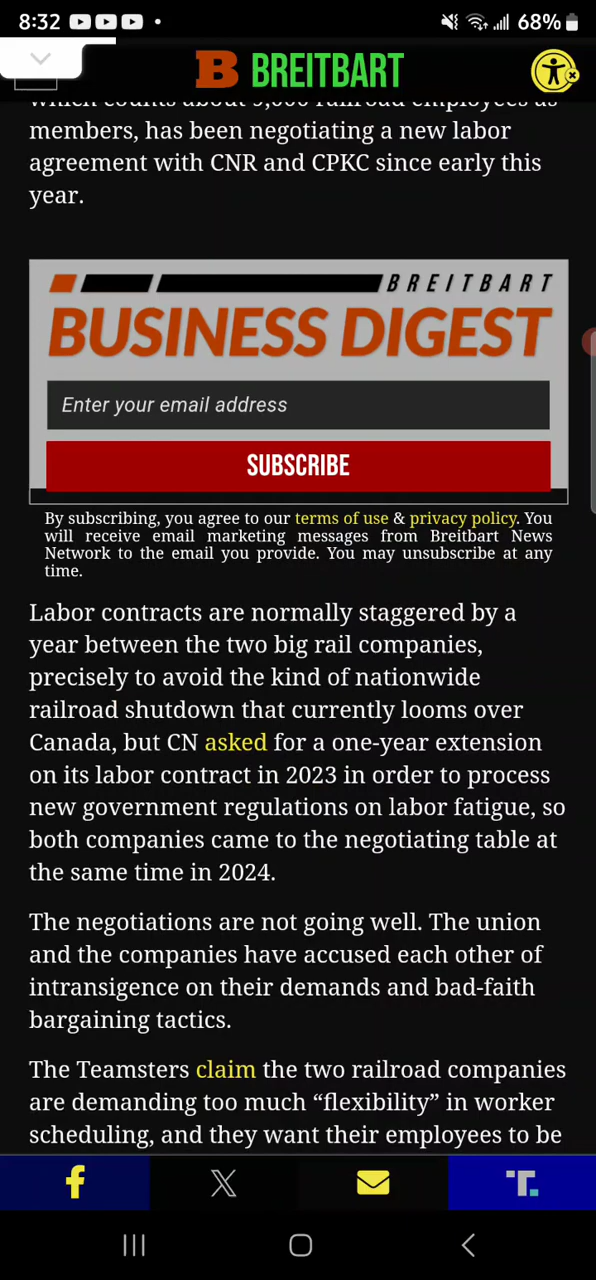 8:32
68%
BREITBART
which counts about 9,000 railroad employees as
members, has been negotiating a new labor
agreement with CNR and CPKC since early this
year.
BREITBART
BUSINESS DIGEST
Enter your email address
SUBSCRIBE
By subscribing, you agree to our terms of use & privacy policy. You
will receive email marketing messages from Breitbart News
Network to the email you provide. You may unsubscribe at any
time.
Labor contracts are normally staggered by a
year between the two big rail companies,
precisely to avoid the kind of nationwide
railroad shutdown that currently looms over
Canada, but CN asked for a one-year extension
on its labor contract in 2023 in order to process
new government regulations on labor fatigue, so
both companies came to the negotiating table at
the same time in 2024.
The negotiations are not going well. The union
and the companies have accused each other of
intransigence on their demands and bad-faith
bargaining tactics.
The Teamsters claim the two railroad companies
are demanding too much “flexibility” in worker
scheduling, and they want their employees to be